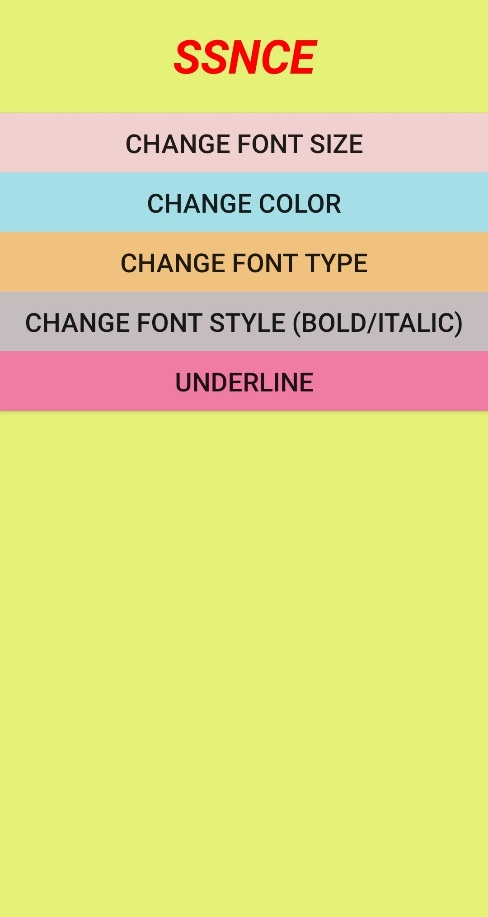 SSNCE
CHANGE FONT SIZE
CHANGE COLOR
CHANGE FONT TYPE
CHANGE FONT STYLE (BOLD/ITALIC)
UNDERLINE